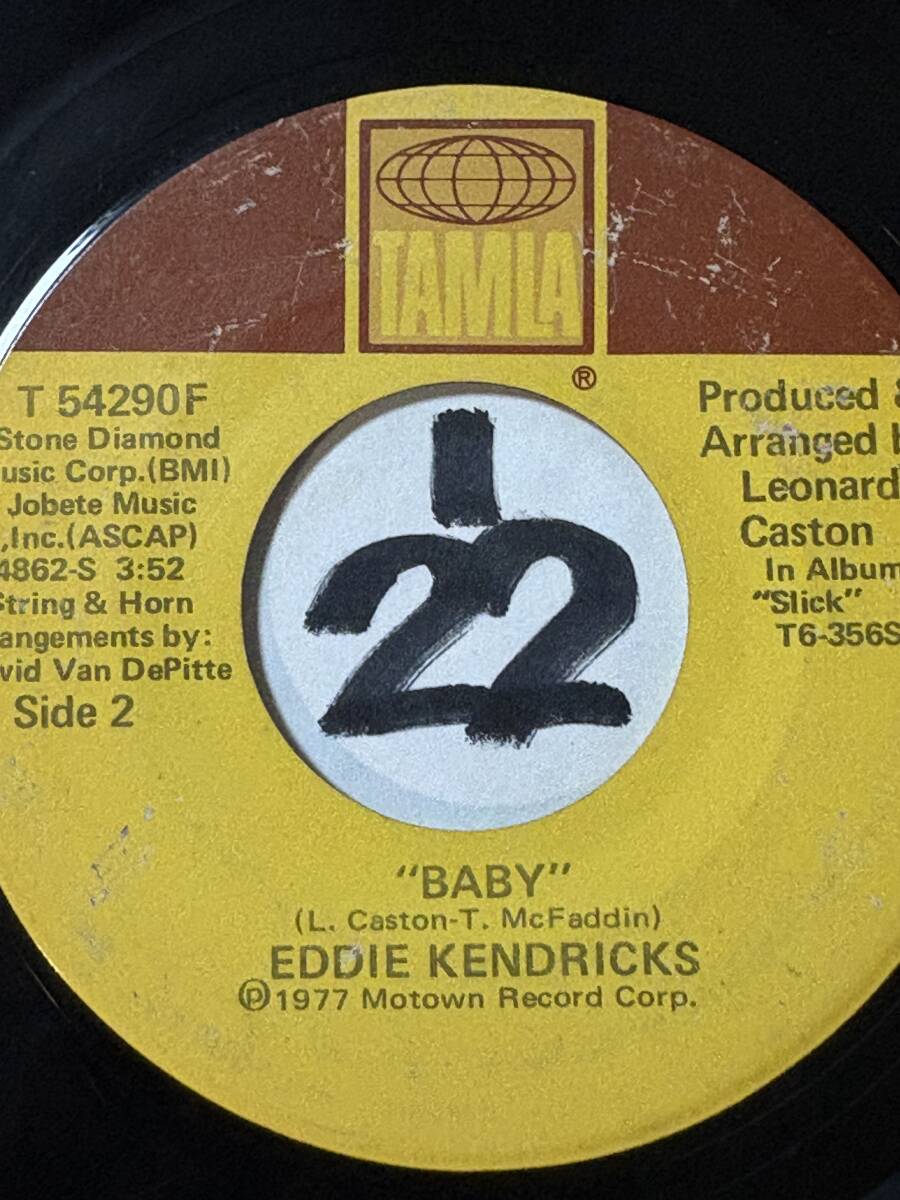 TAMLA
®
T 54290F
Stone Diamond
usic Corp.(BMI)
Jobete Music
,Inc.(ASCAP)
4862-S 3:52
String & Horn
angements by:
vid Van DePitte
Side 2
Produced &
Arranged b
Leonard
Caston
In Album
"Slick"
T6-356S
1
22
"BABY"
(L. Caston-T. McFaddin)
EDDIE KENDRICKS
℗1977 Motown Record Corp.